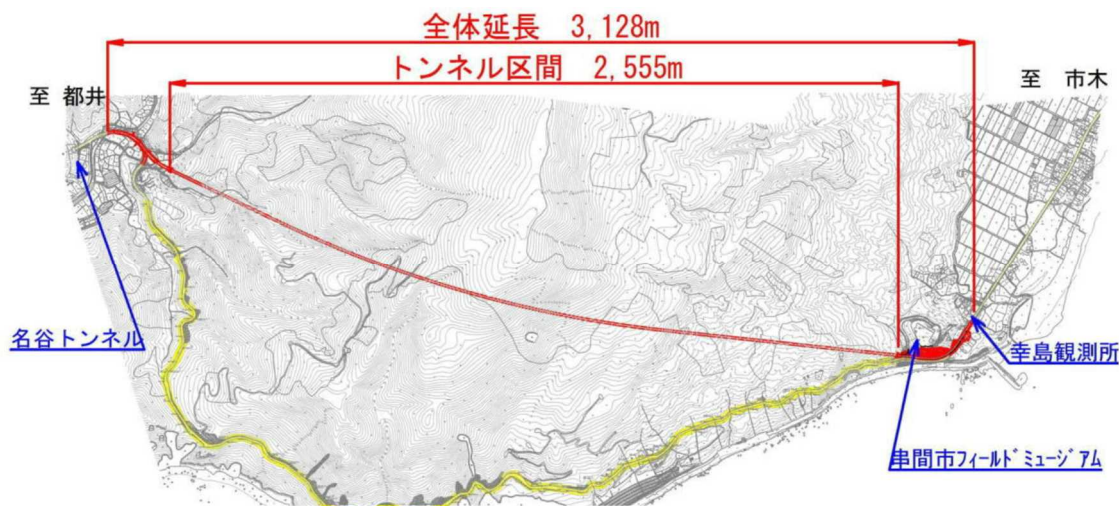 全体延長 3,128m
トンネル区間 2,555m
至 都井
至 市木
名谷トンネル
幸島観測所
串間市ﾌｨｰﾙﾄﾞﾐｭｰｼﾞｱﾑ